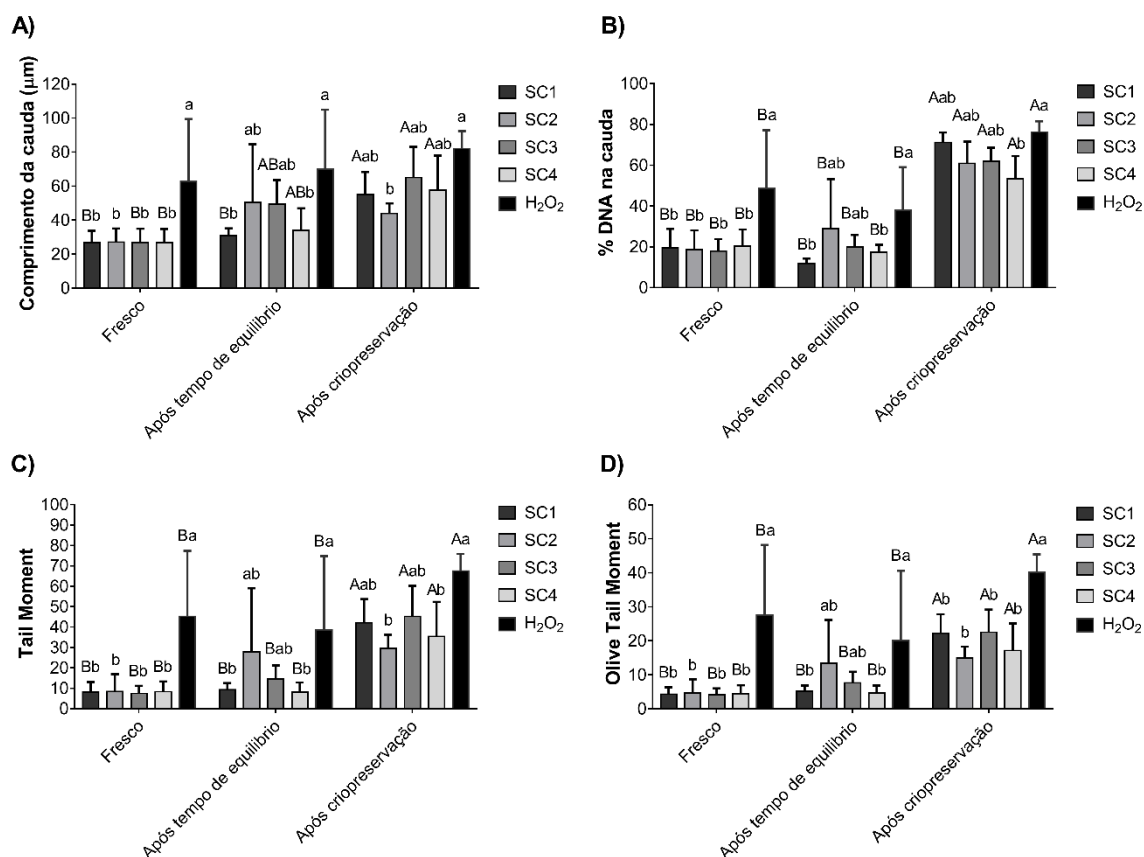 A)
Comprimento da cauda (µm)
120
100
80
60
40
20
0
Bb b Bb Bb a
Bb ab ABab ABb a
Aab b Aab Aab a
Fresco
Após tempo de equilibrio
Após criopreservação
SC1
SC2
SC3
SC4
H₂O₂
B)
% DNA na cauda
100
80
60
40
20
0
Bb Bb Bb Bb Ba
Bb Bab Bab Bb Ba
Aab Aab Aab Ab Aa
Fresco
Após tempo de equilibrio
Após criopreservação
SC1
SC2
SC3
SC4
H₂O₂
C)
Tail Moment
100
90
80
70
60
50
40
30
20
10
0
Bb b Bb Bb Ba
Bb ab Bab Bb Ba
Aab b Aab Ab Aa
Fresco
Após tempo de equilibrio
Após criopreservação
SC1
SC2
SC3
SC4
H₂O₂
D)
Olive Tail Moment
60
50
40
30
20
10
0
Bb b Bb Bb Ba
Bb ab Bab Bb Ba
Ab b Ab Ab Aa
Fresco
Após tempo de equilibrio
Após criopreservação
SC1
SC2
SC3
SC4
H₂O₂